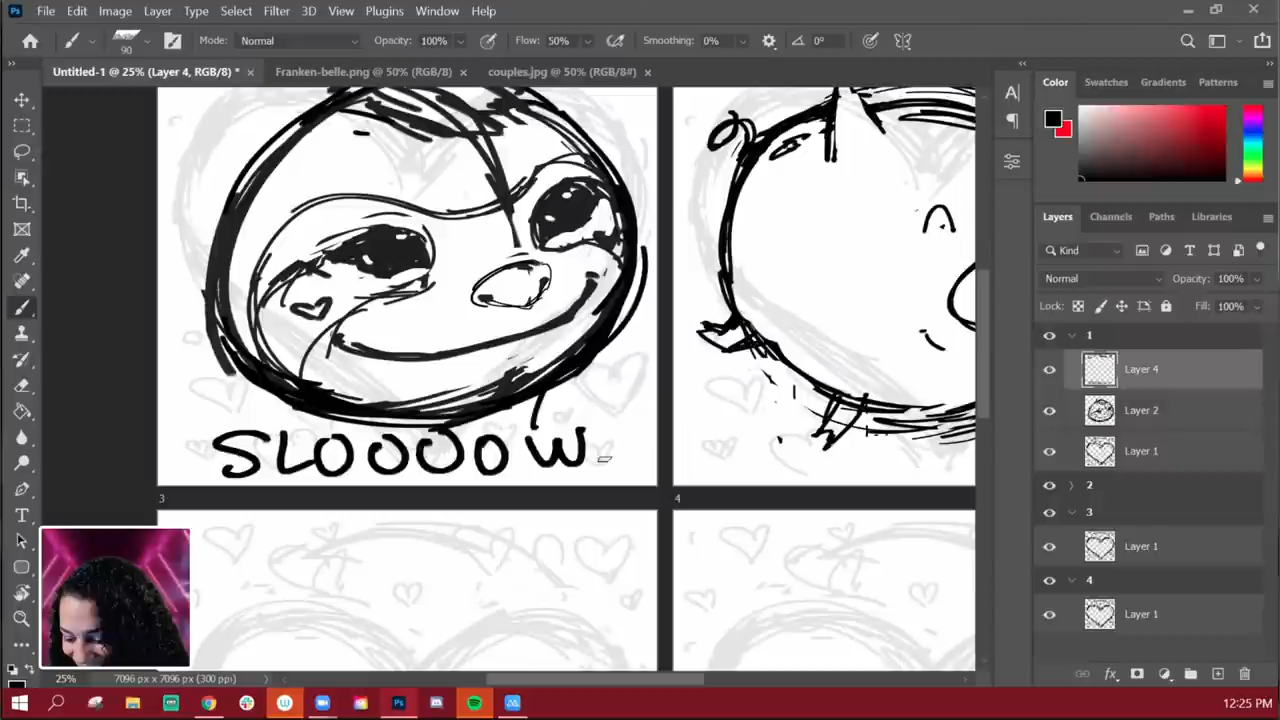 File Edit Image Layer Type Select Filter 3D View Plugins Window Help
90 Mode: Normal Opacity: 100% Flow: 50% Smoothing: 0% 0°
Untitled-1 @ 25% (Layer 4, RGB/8) * × Franken-belle.png @ 50% (RGB/8) × couples.jpg @ 50% (RGB/8#) ×
Color Swatches Gradients Patterns
Layers Channels Paths Libraries
Kind
Normal Opacity: 100%
Lock: Fill: 100%
1
Layer 4
Layer 2
Layer 1
2
3
Layer 1
4
Layer 1
SLOOOOW
3 4
25% 7096 px x 7096 px (300 ppi)
12:25 PM